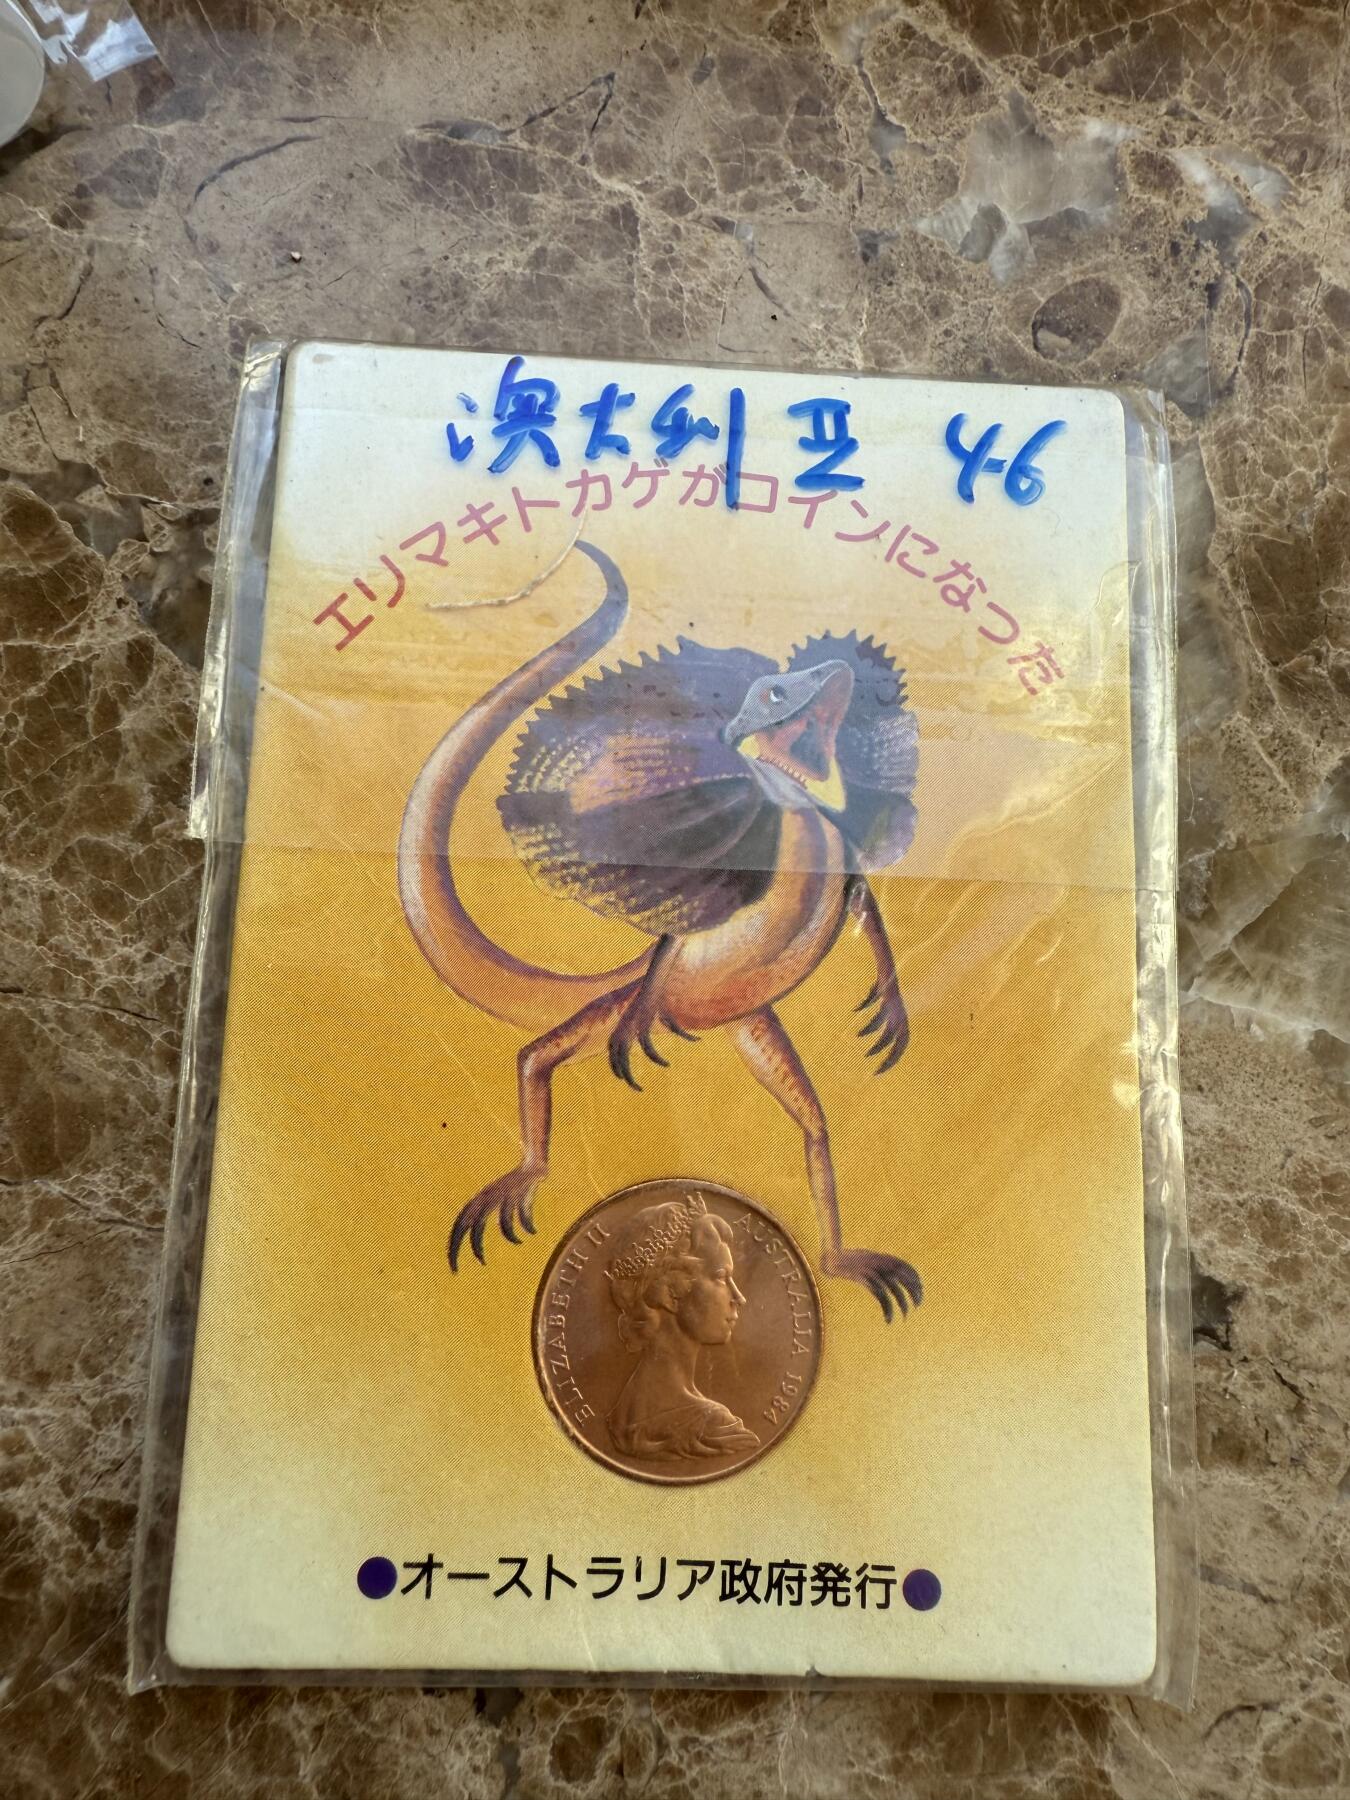 澳大利亚
エリマキトカゲがコインになった
ELIZABETH II AUSTRALIA 1984
●オーストラリア政府発行●